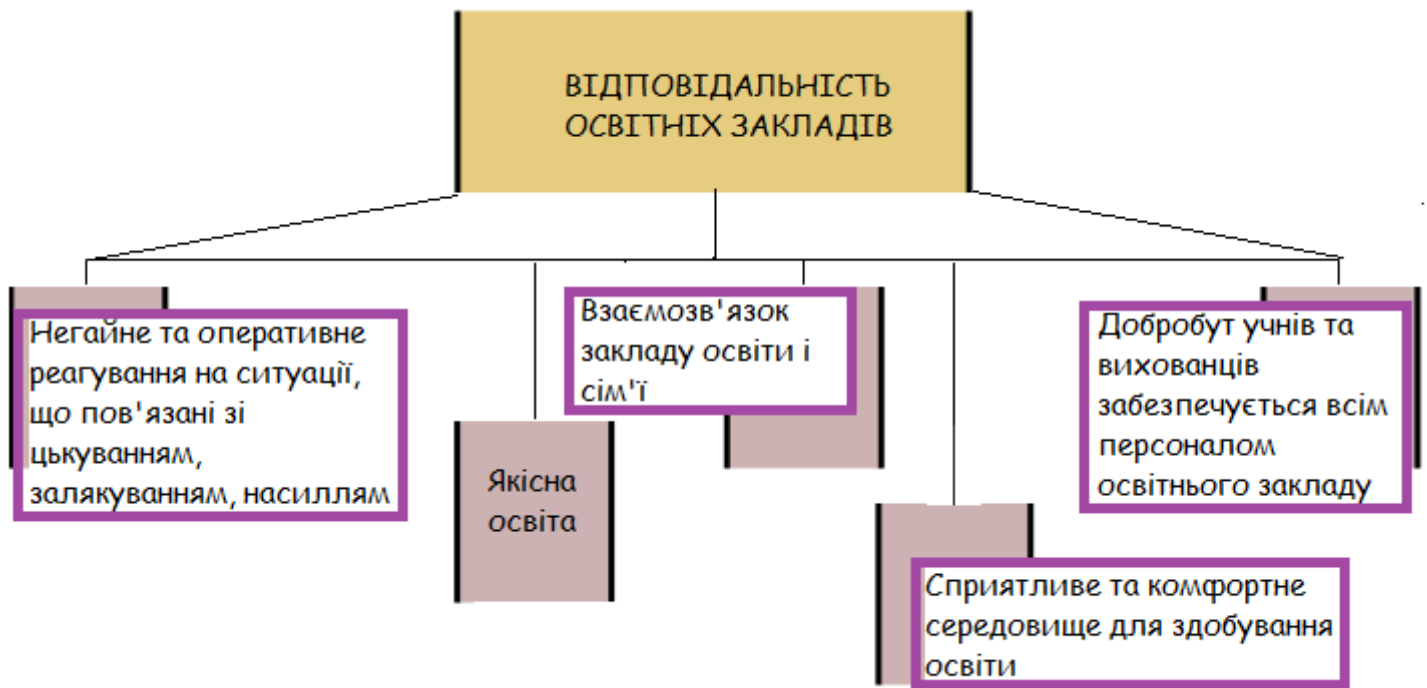 ВІДПОВІДАЛЬНІСТЬ
ОСВІТНІХ ЗАКЛАДІВ
Негайне та оперативне
реагування на ситуації,
що пов'язані зі
цькуванням,
залякуванням, насиллям
Якісна
освіта
Взаємозв'язок
закладу освіти і
сім'ї
Сприятливе та комфортне
середовище для здобування
освіти
Добробут учнів та
вихованців
забезпечується всім
персоналом
освітнього закладу